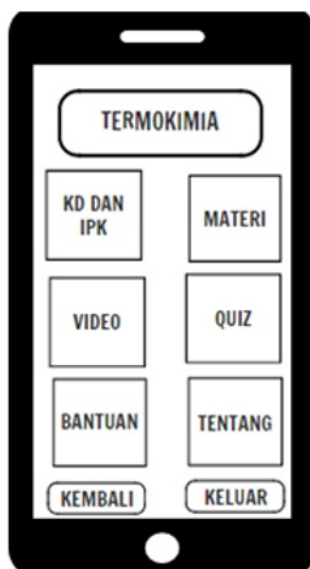 TERMOKIMIA
KD DAN
IPK
MATERI
VIDEO
QUIZ
BANTUAN
TENTANG
KEMBALI
KELUAR